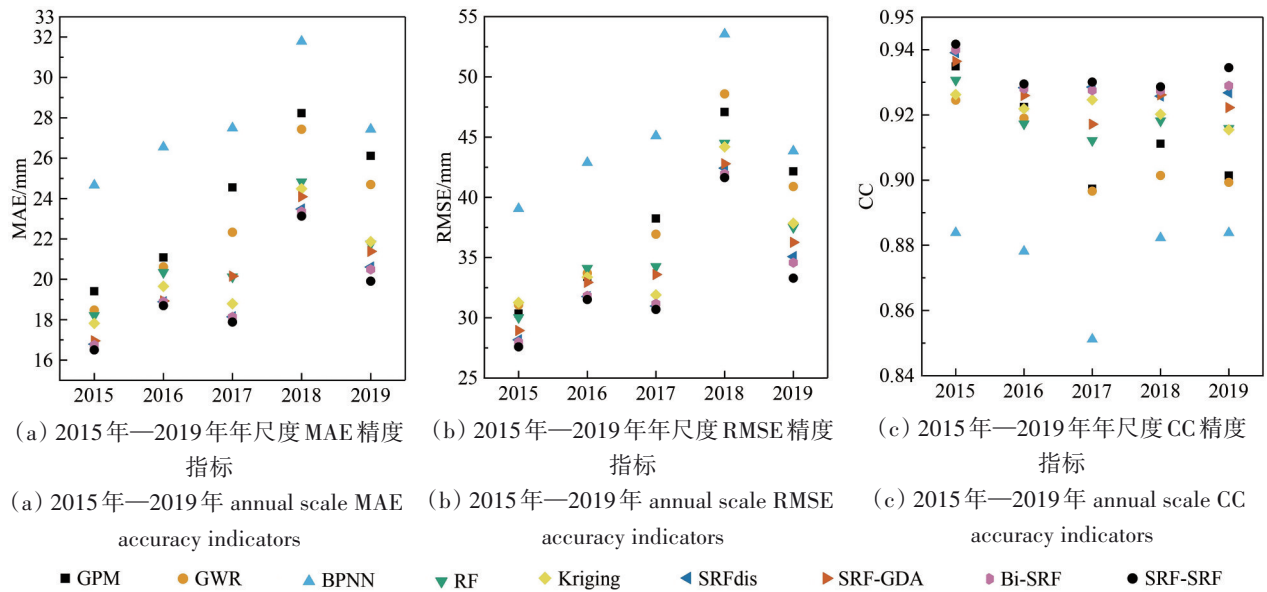 33
32
30
28
26
24
22
20
18
16
MAE/mm
2015 2016 2017 2018 2019
55
50
45
40
35
30
25
RMSE/mm
2015 2016 2017 2018 2019
0.95
0.94
0.92
0.90
0.88
0.86
0.84
CC
2015 2016 2017 2018 2019
(a) 2015年—2019年年尺度MAE精度
指标
(a) 2015年—2019年 annual scale MAE
accuracy indicators
(b) 2015年—2019年年尺度RMSE精度
指标
(b) 2015年—2019年 annual scale RMSE
accuracy indicators
(c) 2015年—2019年年尺度CC精度
指标
(c) 2015年—2019年 annual scale CC
accuracy indicators
GPM GWR BPNN RF Kriging SRFdis SRF-GDA Bi-SRF SRF-SRF